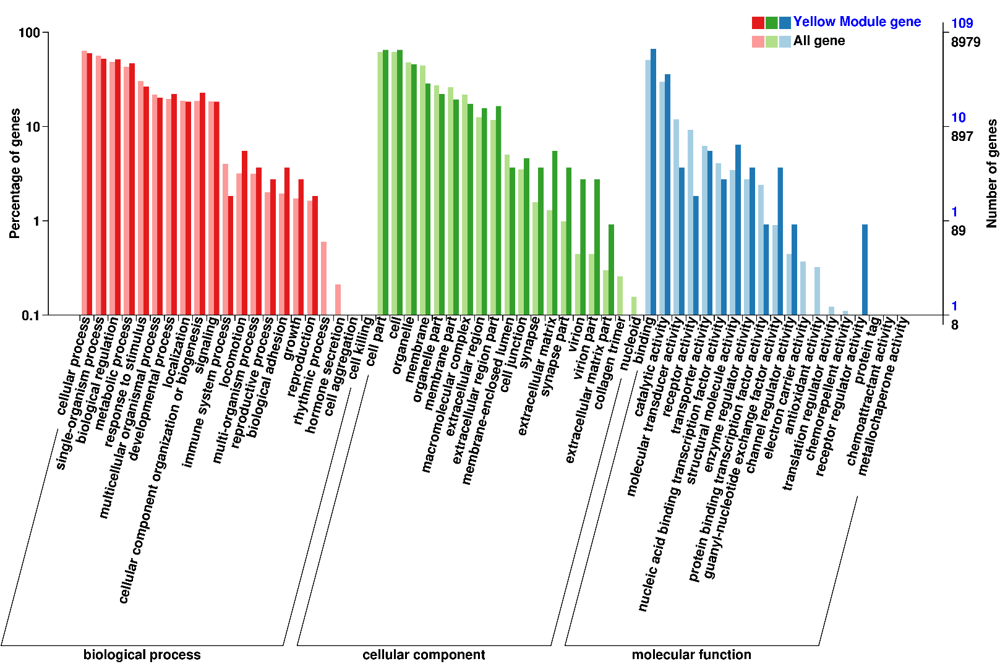 Yellow Module gene
All gene
109
8979
10
897
1
89
1
8
Number of genes
100
10
1
0.1
Percentage of genes
cellular process
single-organism process
biological regulation
metabolic process
response to stimulus
multicellular organismal process
developmental process
localization
cellular component organization or biogenesis
signaling
immune system process
locomotion
multi-organism process
reproductive process
biological adhesion
growth
reproduction
rhythmic process
hormone secretion
cell aggregation
cell killing
cell part
cell
organelle
membrane
organelle part
membrane part
macromolecular complex
extracellular region
extracellular region part
membrane-enclosed lumen
cell junction
synapse
extracellular matrix
synapse part
virion
virion part
extracellular matrix part
collagen trimer
nucleoid
binding
catalytic activity
molecular transducer activity
receptor activity
transporter activity
nucleic acid binding transcription factor activity
structural molecule activity
enzyme regulator activity
protein binding transcription factor activity
guanyl-nucleotide exchange factor activity
channel regulator activity
electron carrier activity
antioxidant activity
translation regulator activity
chemorepellent activity
receptor regulator activity
protein tag
chemoattractant activity
metallochaperone activity
biological process
cellular component
molecular function